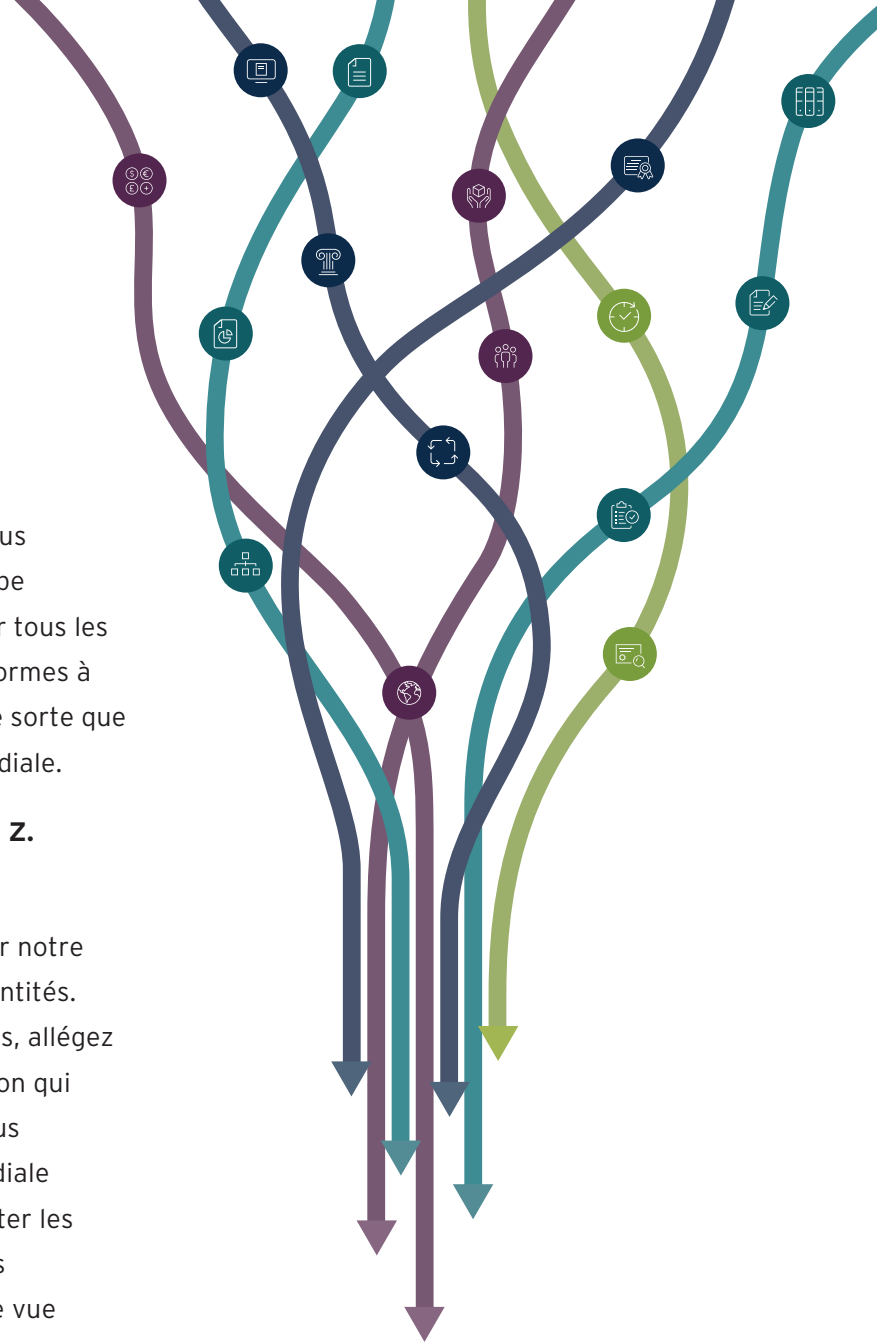 us
pe
r tous les
ormes à
e sorte que
diale.
z.
r notre
ntités.
s, allégez
on qui
us
diale
ter les
s
e vue